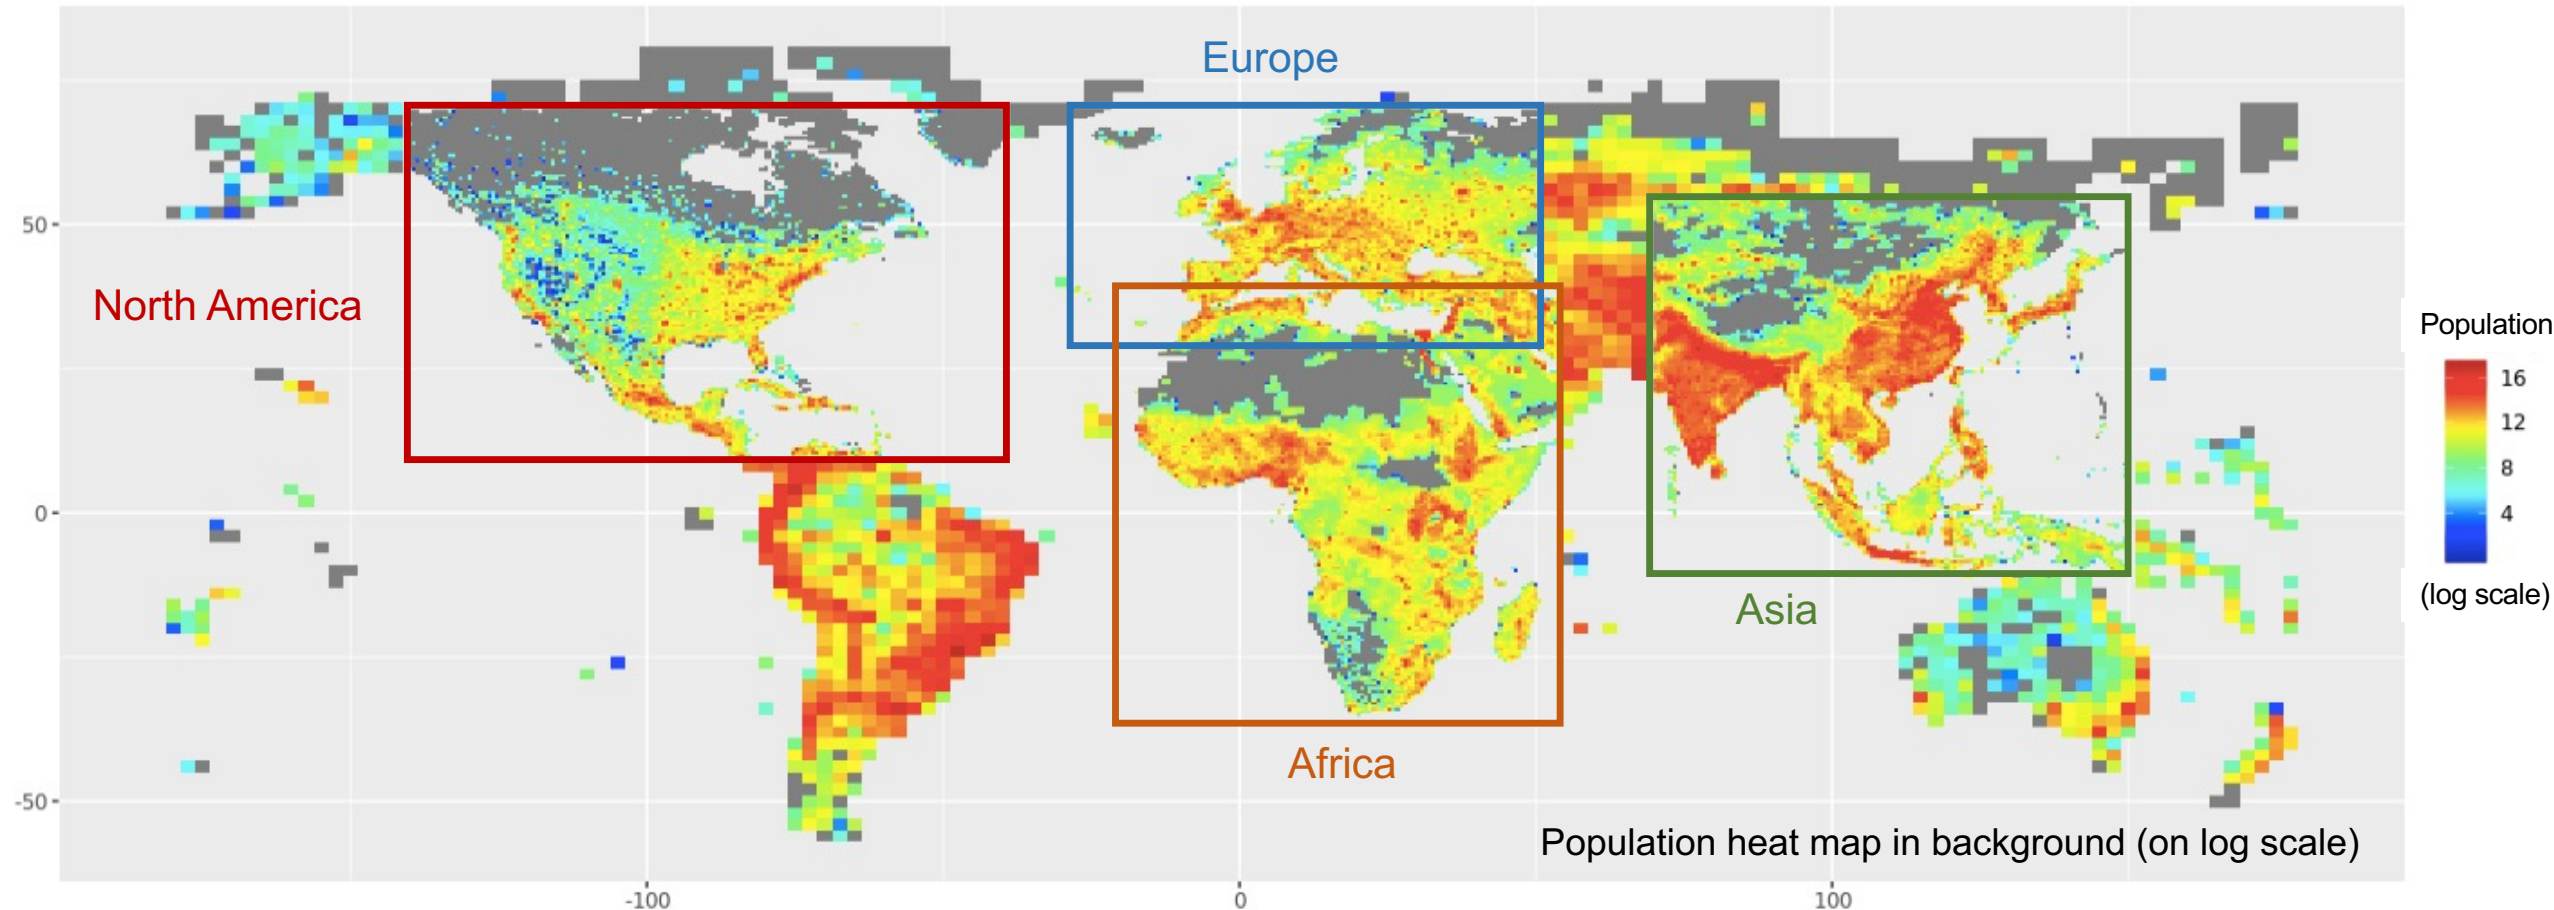 Europe
North America
Asia
Africa
50
0
-50
-100
0
100
Population
16
12
8
4
(log scale)
Population heat map in background (on log scale)